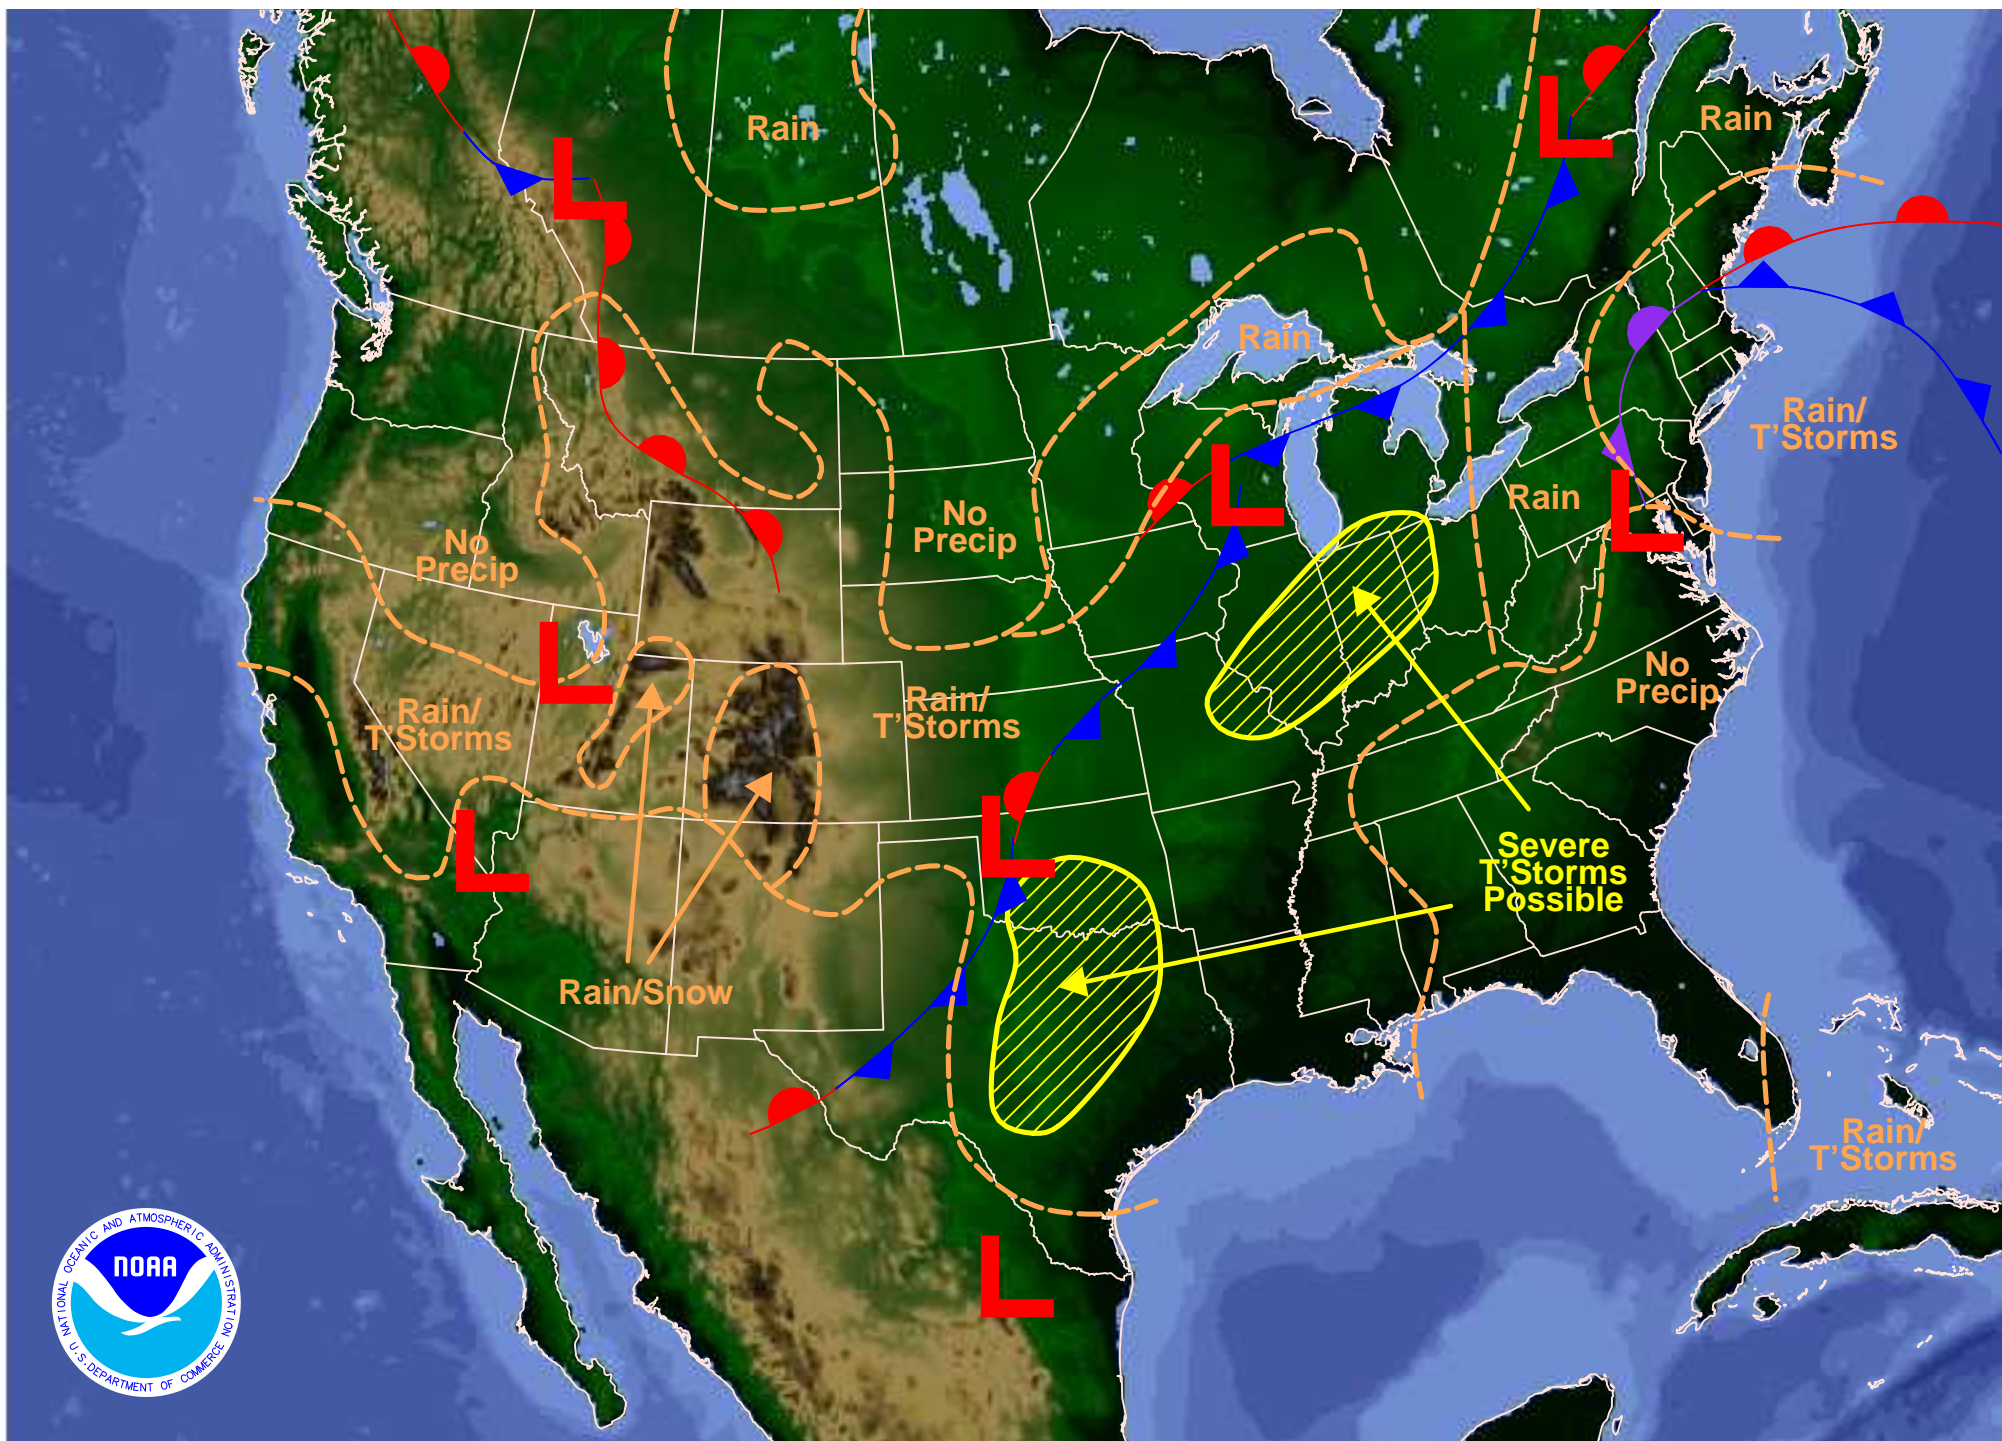 Rain
Rain
Rain
Rain/
T'Storms
No
Precip
No
Precip
Rain
No
Precip
Rain/
T'Storms
Rain/
T'Storms
Severe
T'Storms
Possible
Rain/Snow
Rain/
T'Storms
L
L
L
L
L
L
L
L
NATIONAL OCEANIC AND ATMOSPHERIC ADMINISTRATION
NOAA
U.S. DEPARTMENT OF COMMERCE